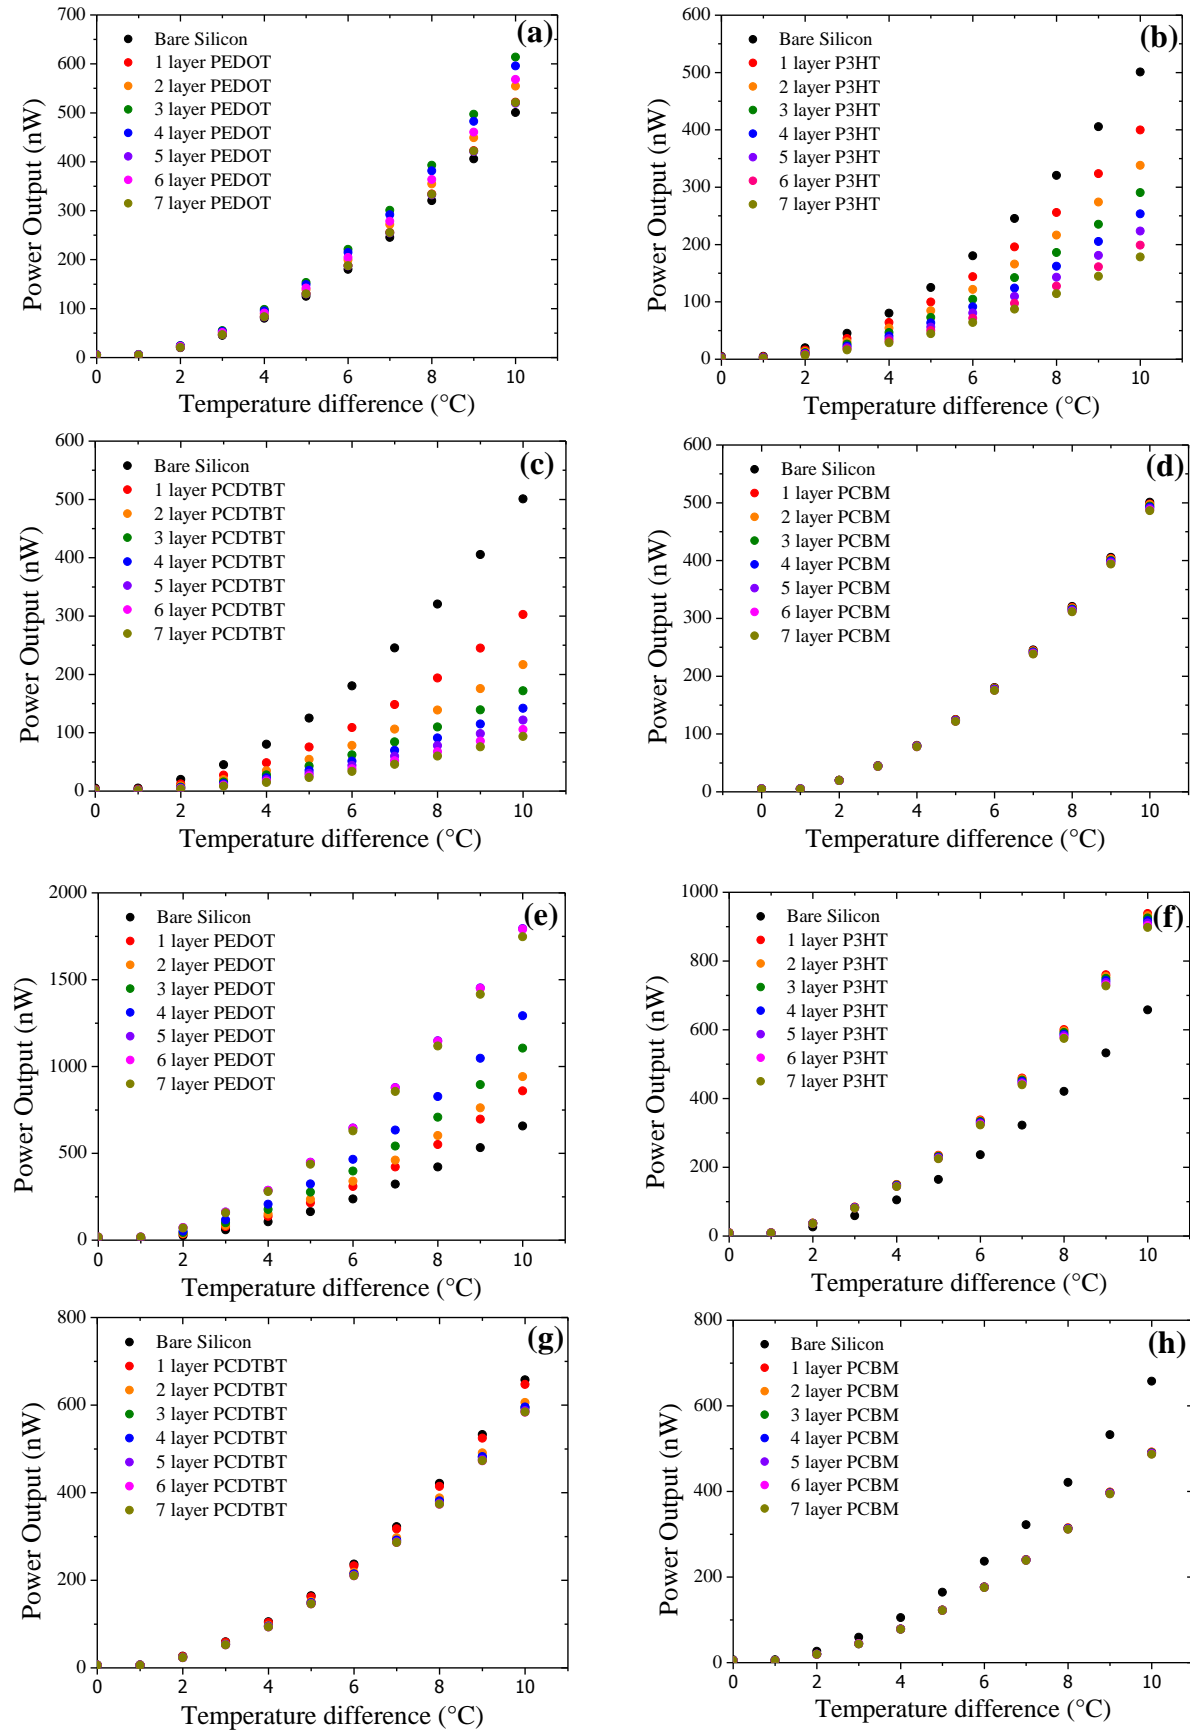 (a)
Power Output (nW)
700
600
500
400
300
200
100
0
Bare Silicon
1 layer PEDOT
2 layer PEDOT
3 layer PEDOT
4 layer PEDOT
5 layer PEDOT
6 layer PEDOT
7 layer PEDOT
0 2 4 6 8 10
Temperature difference (°C)
(b)
Power Output (nW)
600
500
400
300
200
100
0
Bare Silicon
1 layer P3HT
2 layer P3HT
3 layer P3HT
4 layer P3HT
5 layer P3HT
6 layer P3HT
7 layer P3HT
0 2 4 6 8 10
Temperature difference (°C)
(c)
Power Output (nW)
600
500
400
300
200
100
0
Bare Silicon
1 layer PCDTBT
2 layer PCDTBT
3 layer PCDTBT
4 layer PCDTBT
5 layer PCDTBT
6 layer PCDTBT
7 layer PCDTBT
0 2 4 6 8 10
Temperature difference (°C)
(d)
Power Output (nW)
600
500
400
300
200
100
0
Bare Silicon
1 layer PCBM
2 layer PCBM
3 layer PCBM
4 layer PCBM
5 layer PCBM
6 layer PCBM
7 layer PCBM
0 2 4 6 8 10
Temperature difference (°C)
(e)
Power Output (nW)
2000
1500
1000
500
0
Bare Silicon
1 layer PEDOT
2 layer PEDOT
3 layer PEDOT
4 layer PEDOT
5 layer PEDOT
6 layer PEDOT
7 layer PEDOT
0 2 4 6 8 10
Temperature difference (°C)
(f)
Power Output (nW)
1000
800
600
400
200
0
Bare Silicon
1 layer P3HT
2 layer P3HT
3 layer P3HT
4 layer P3HT
5 layer P3HT
6 layer P3HT
7 layer P3HT
0 2 4 6 8 10
Temperature difference (°C)
(g)
Power Output (nW)
800
600
400
200
0
Bare Silicon
1 layer PCDTBT
2 layer PCDTBT
3 layer PCDTBT
4 layer PCDTBT
5 layer PCDTBT
6 layer PCDTBT
7 layer PCDTBT
0 2 4 6 8 10
Temperature difference (°C)
(h)
Power Output (nW)
800
600
400
200
0
Bare Silicon
1 layer PCBM
2 layer PCBM
3 layer PCBM
4 layer PCBM
5 layer PCBM
6 layer PCBM
7 layer PCBM
0 2 4 6 8 10
Temperature difference (°C)